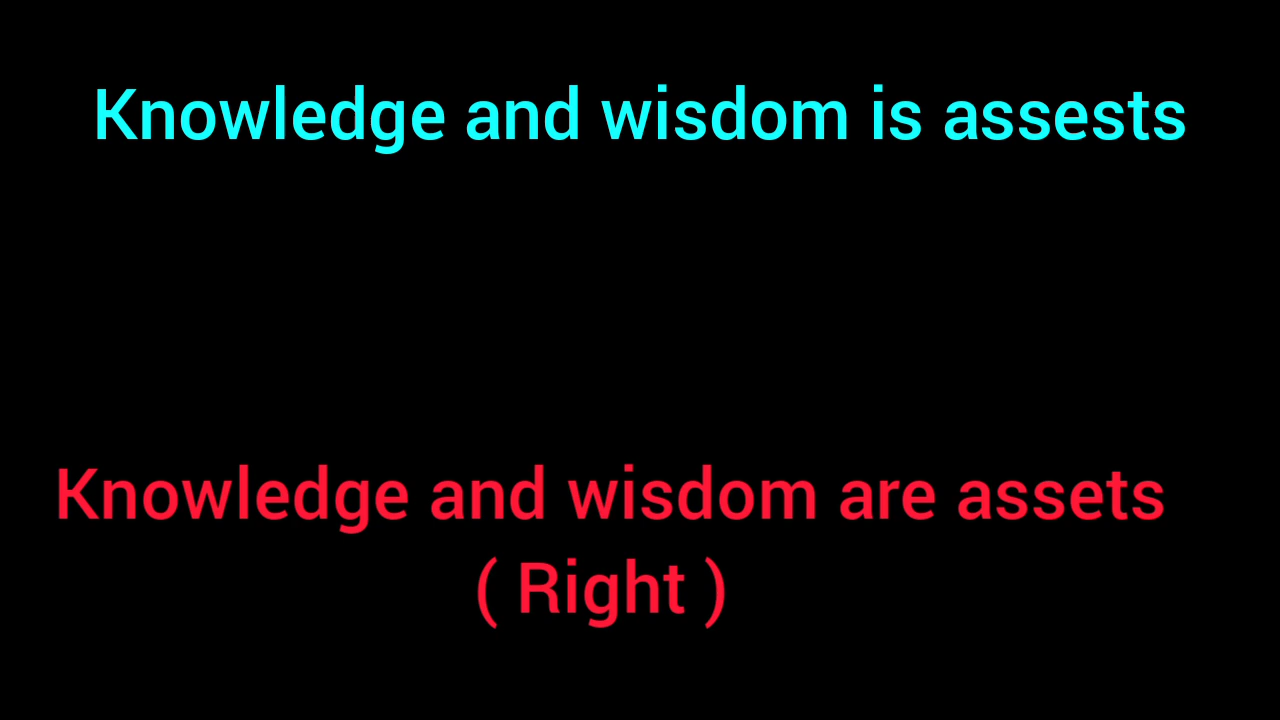 Knowledge and wisdom is assests
Knowledge and wisdom are assets
( Right )